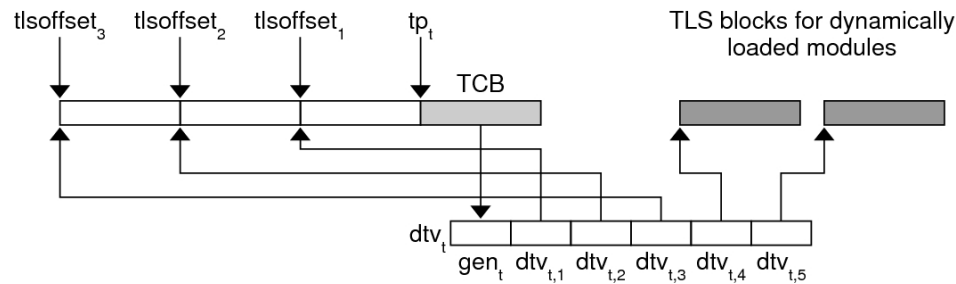 tlsoffset₃ tlsoffset₂ tlsoffset₁ tpₜ TLS blocks for dynamically
loaded modules
TCB
dtvₜ
genₜ dtvₜ,₁ dtvₜ,₂ dtvₜ,₃ dtvₜ,₄ dtvₜ,₅